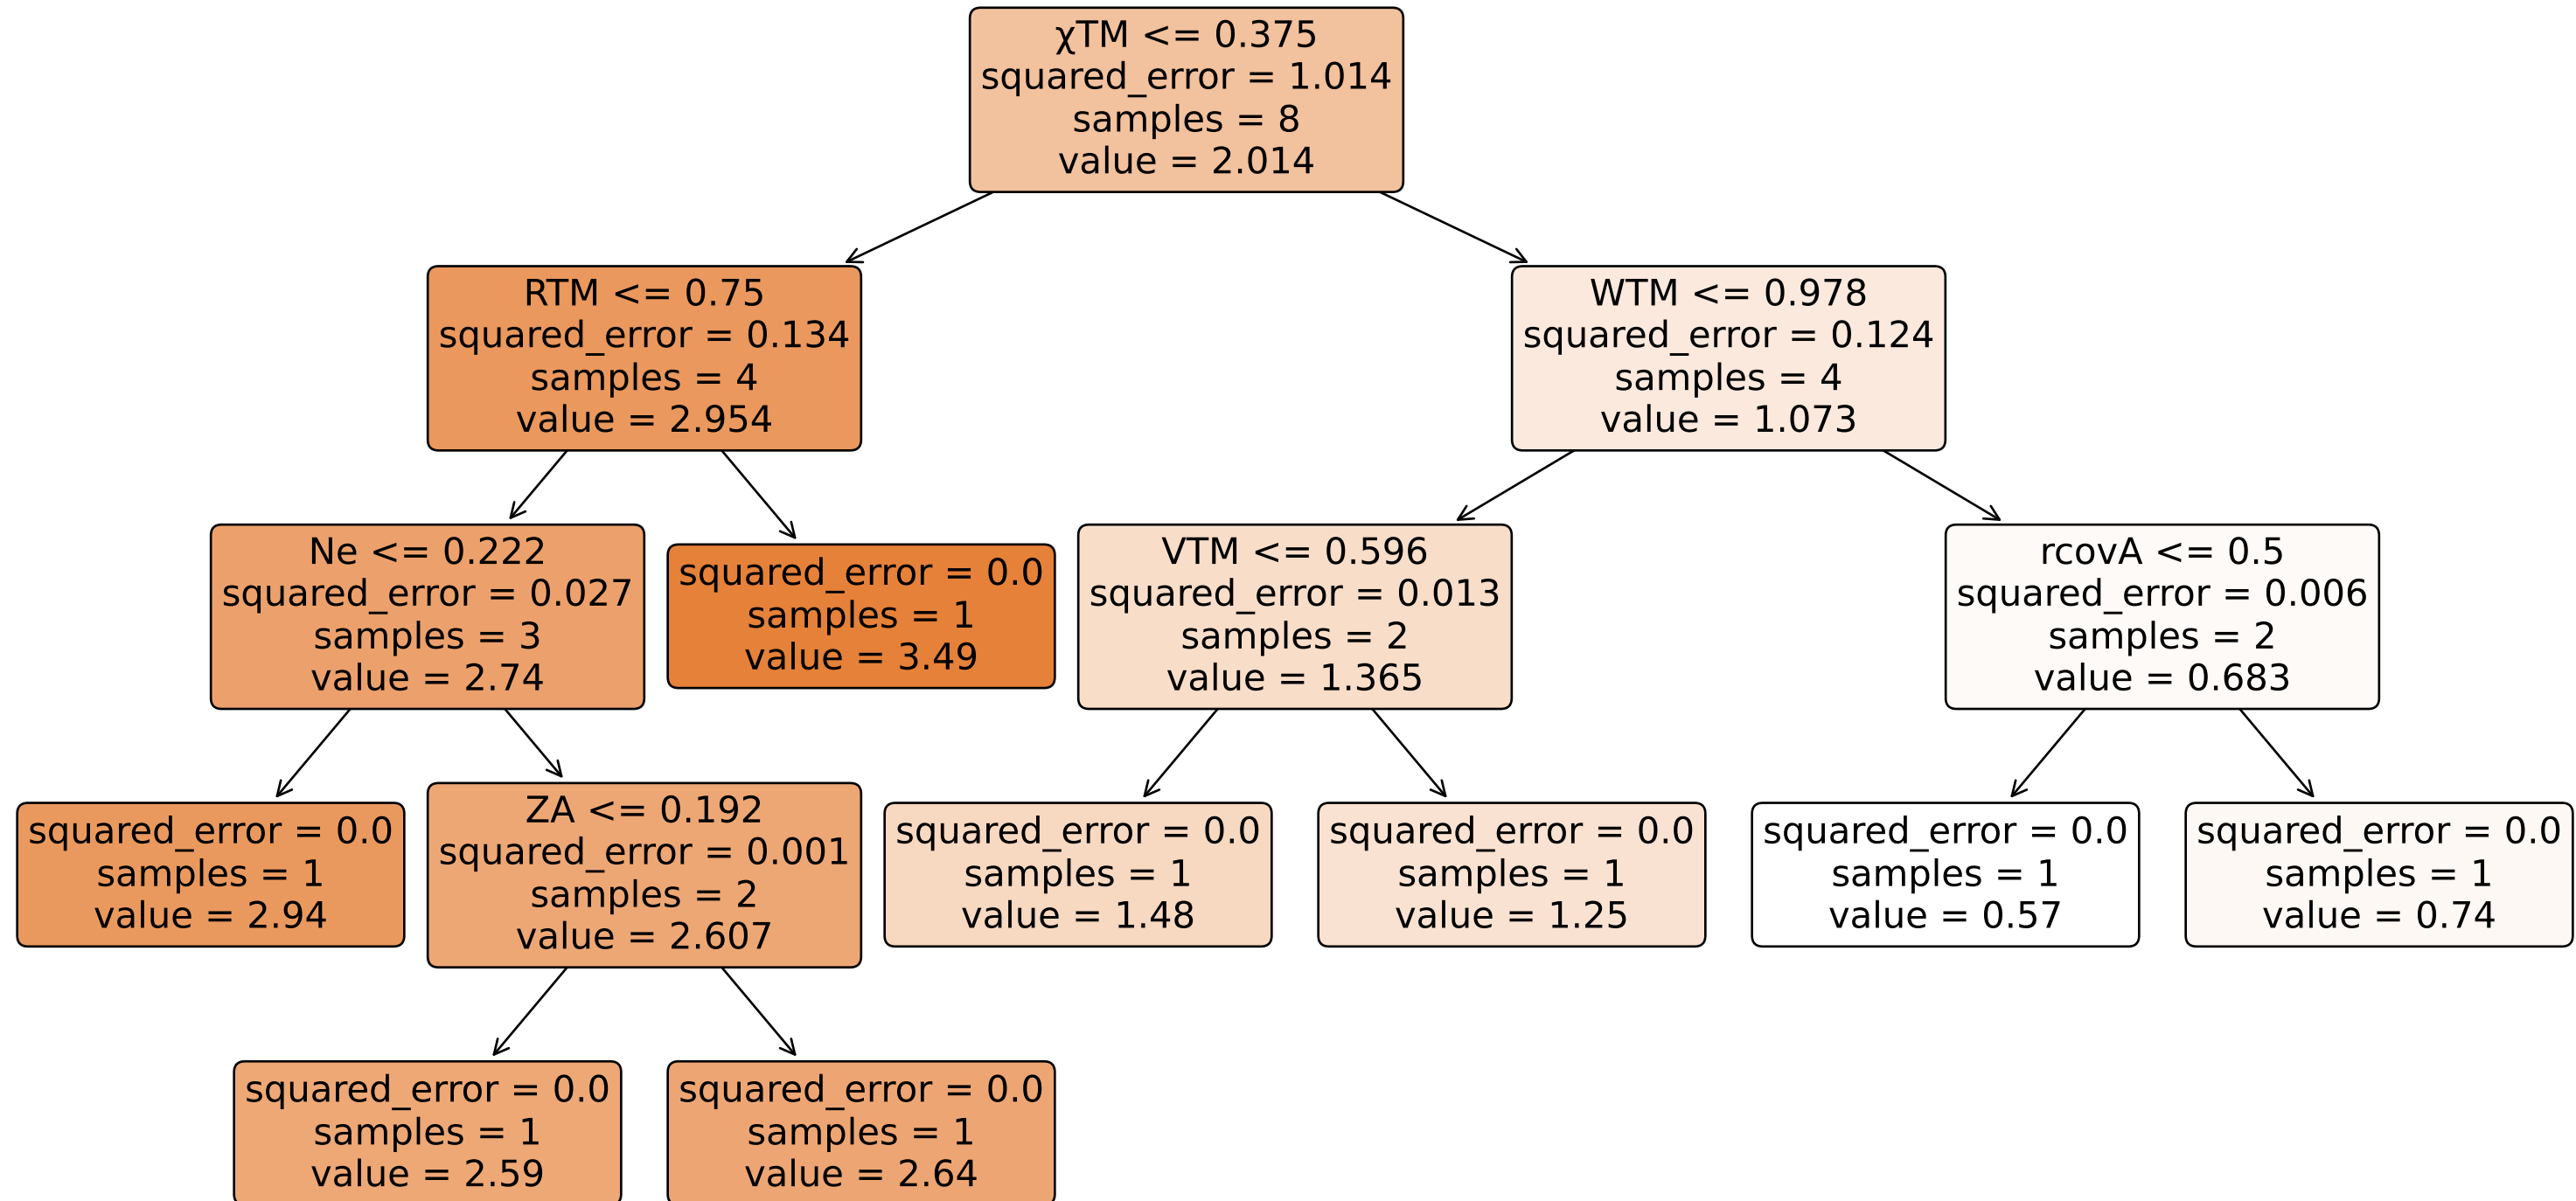 χTM <= 0.375
squared_error = 1.014
samples = 8
value = 2.014
RTM <= 0.75
squared_error = 0.134
samples = 4
value = 2.954
WTM <= 0.978
squared_error = 0.124
samples = 4
value = 1.073
Ne <= 0.222
squared_error = 0.027
samples = 3
value = 2.74
squared_error = 0.0
samples = 1
value = 3.49
VTM <= 0.596
squared_error = 0.013
samples = 2
value = 1.365
rcovA <= 0.5
squared_error = 0.006
samples = 2
value = 0.683
squared_error = 0.0
samples = 1
value = 2.94
ZA <= 0.192
squared_error = 0.001
samples = 2
value = 2.607
squared_error = 0.0
samples = 1
value = 1.48
squared_error = 0.0
samples = 1
value = 1.25
squared_error = 0.0
samples = 1
value = 0.57
squared_error = 0.0
samples = 1
value = 0.74
squared_error = 0.0
samples = 1
value = 2.59
squared_error = 0.0
samples = 1
value = 2.64